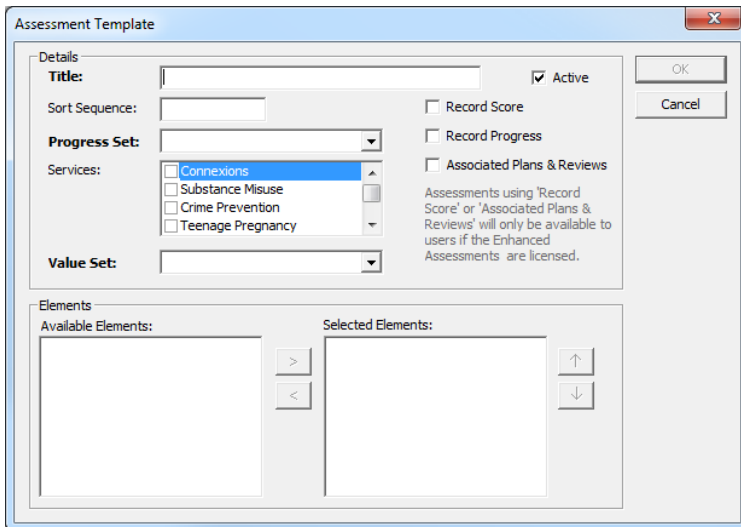 Assessment Template
Details
Title:
Active
OK
Sort Sequence:
Record Score
Cancel
Progress Set:
Record Progress
Services:
Connexions
Substance Misuse
Crime Prevention
Teenage Pregnancy
Associated Plans & Reviews
Assessments using 'Record
Score' or 'Associated Plans &
Reviews' will only be available to
users if the Enhanced
Assessments are licensed.
Value Set:
Elements
Available Elements:
Selected Elements:
>
<
↑
↓